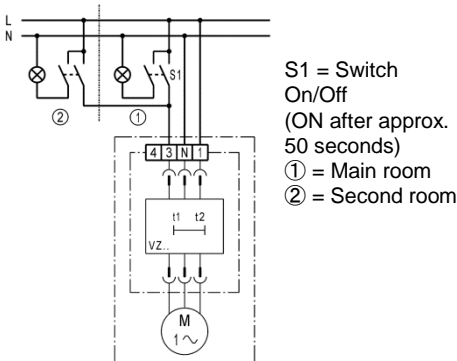 L
N
S1
② ①
4 3 N 1
t1 t2
VZ..
M
1～
S1 = Switch
On/Off
(ON after approx.
50 seconds)
① = Main room
② = Second room